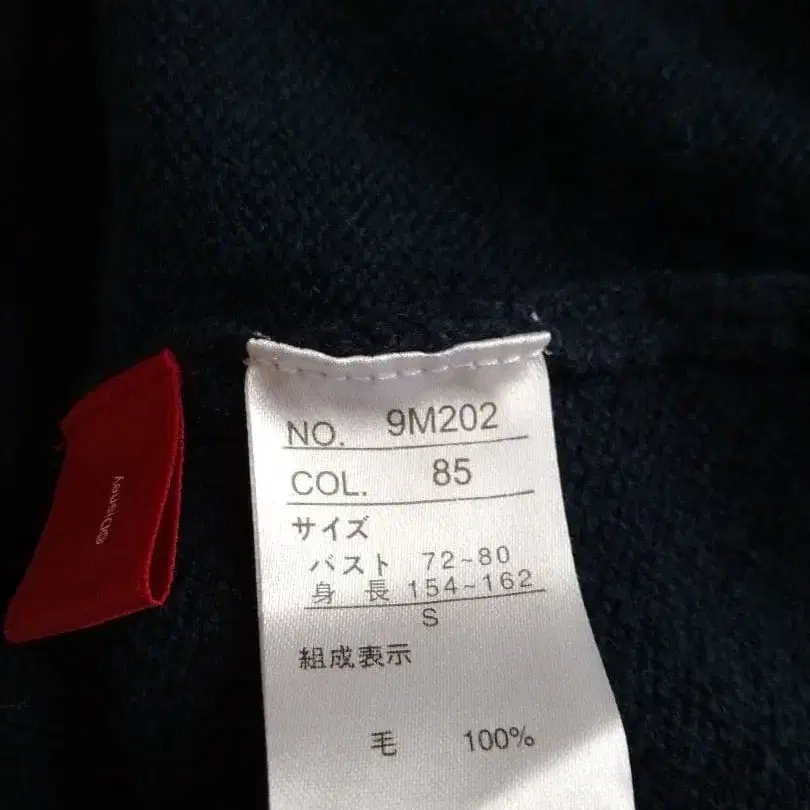 NO. 9M202
COL. 85
サイズ
バスト 72~80
身 長 154~162
S
組成表示
毛 100%